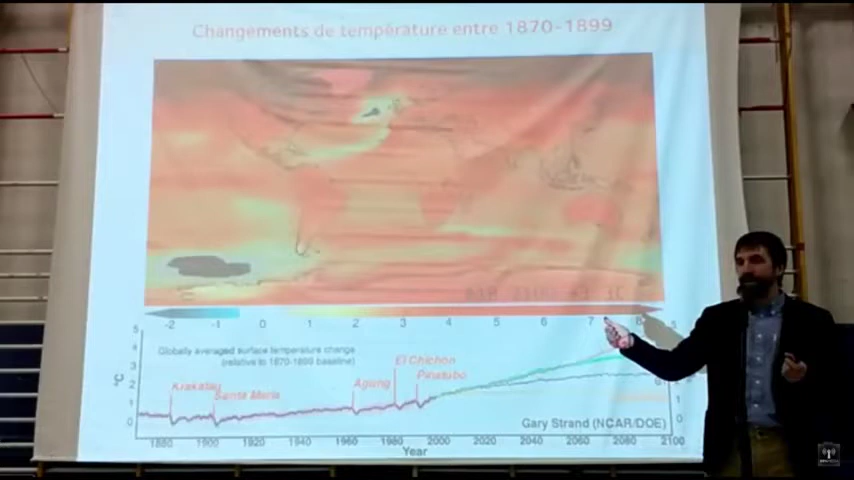 Changements de température entre 1870-1899
-2 -1 0 1 2 3 4 5 6 7 8
Globally averaged surface temperature change
(relative to 1870-1899 baseline)
El Chichon
Pinatubo
Agung
Krakatau
Santa Maria
5
4
3
2
1
0
°C
Gary Strand (NCAR/DOE)
1880 1900 1920 1940 1960 1980 2000 2020 2040 2060 2080 2100
Year